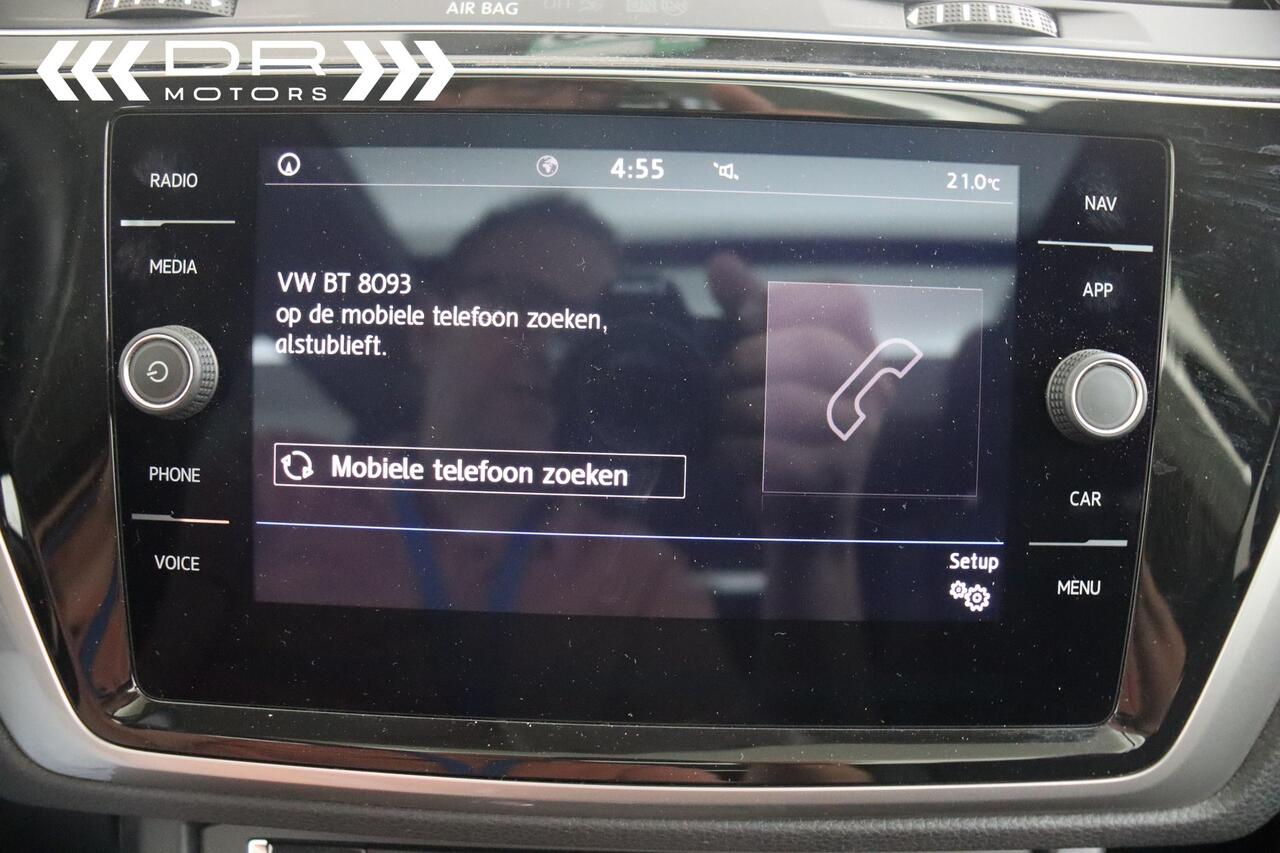 AIR BAG OFF
DR
MOTORS
RADIO
MEDIA
PHONE
VOICE
4:55
21.0°C
VW BT 8093
op de mobiele telefoon zoeken,
alstublieft.
Mobiele telefoon zoeken
Setup
NAV
APP
CAR
MENU